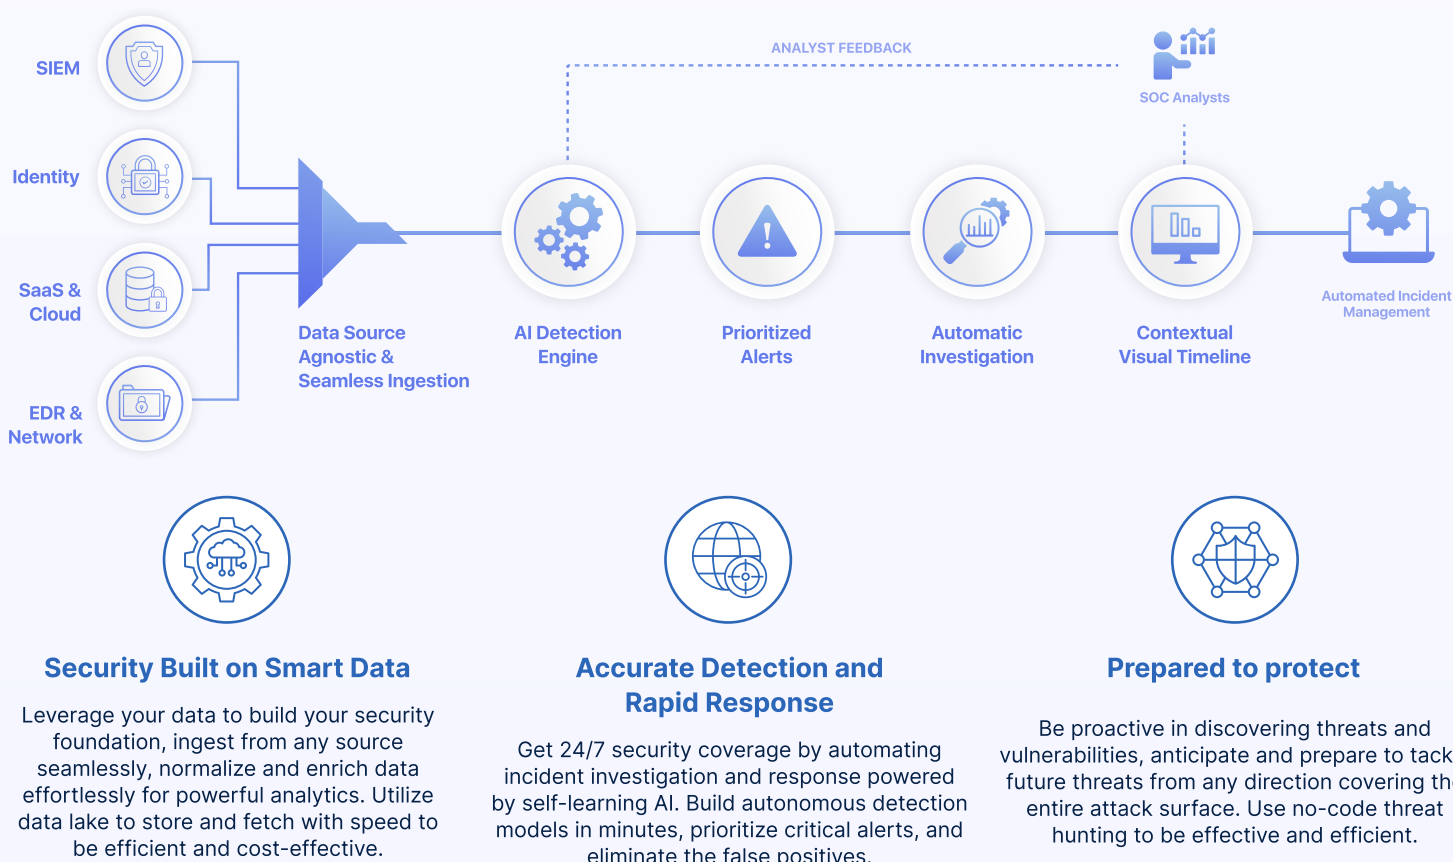 SIEM
Identity
SaaS &
Cloud
EDR &
Network
Data Source
Agnostic &
Seamless Ingestion
ANALYST FEEDBACK
SOC Analysts
AI Detection
Engine
Prioritized
Alerts
Automatic
Investigation
Contextual
Visual Timeline
Automated Incident
Management
Security Built on Smart Data
Leverage your data to build your security
foundation, ingest from any source
seamlessly, normalize and enrich data
effortlessly for powerful analytics. Utilize
data lake to store and fetch with speed to
be efficient and cost-effective.
Accurate Detection and
Rapid Response
Get 24/7 security coverage by automating
incident investigation and response powered
by self-learning AI. Build autonomous detection
models in minutes, prioritize critical alerts, and
eliminate the false positives.
Prepared to protect
Be proactive in discovering threats and
vulnerabilities, anticipate and prepare to tack
future threats from any direction covering th
entire attack surface. Use no-code threat
hunting to be effective and efficient.